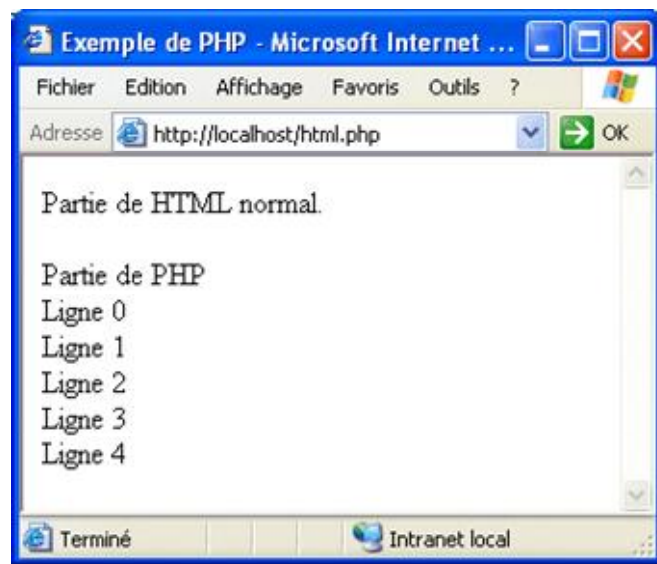 Exemple de PHP - Microsoft Internet ...
Fichier Edition Affichage Favoris Outils ?
Adresse http://localhost/html.php OK
Partie de HTML normal.
Partie de PHP
Ligne 0
Ligne 1
Ligne 2
Ligne 3
Ligne 4
Terminé Intranet local